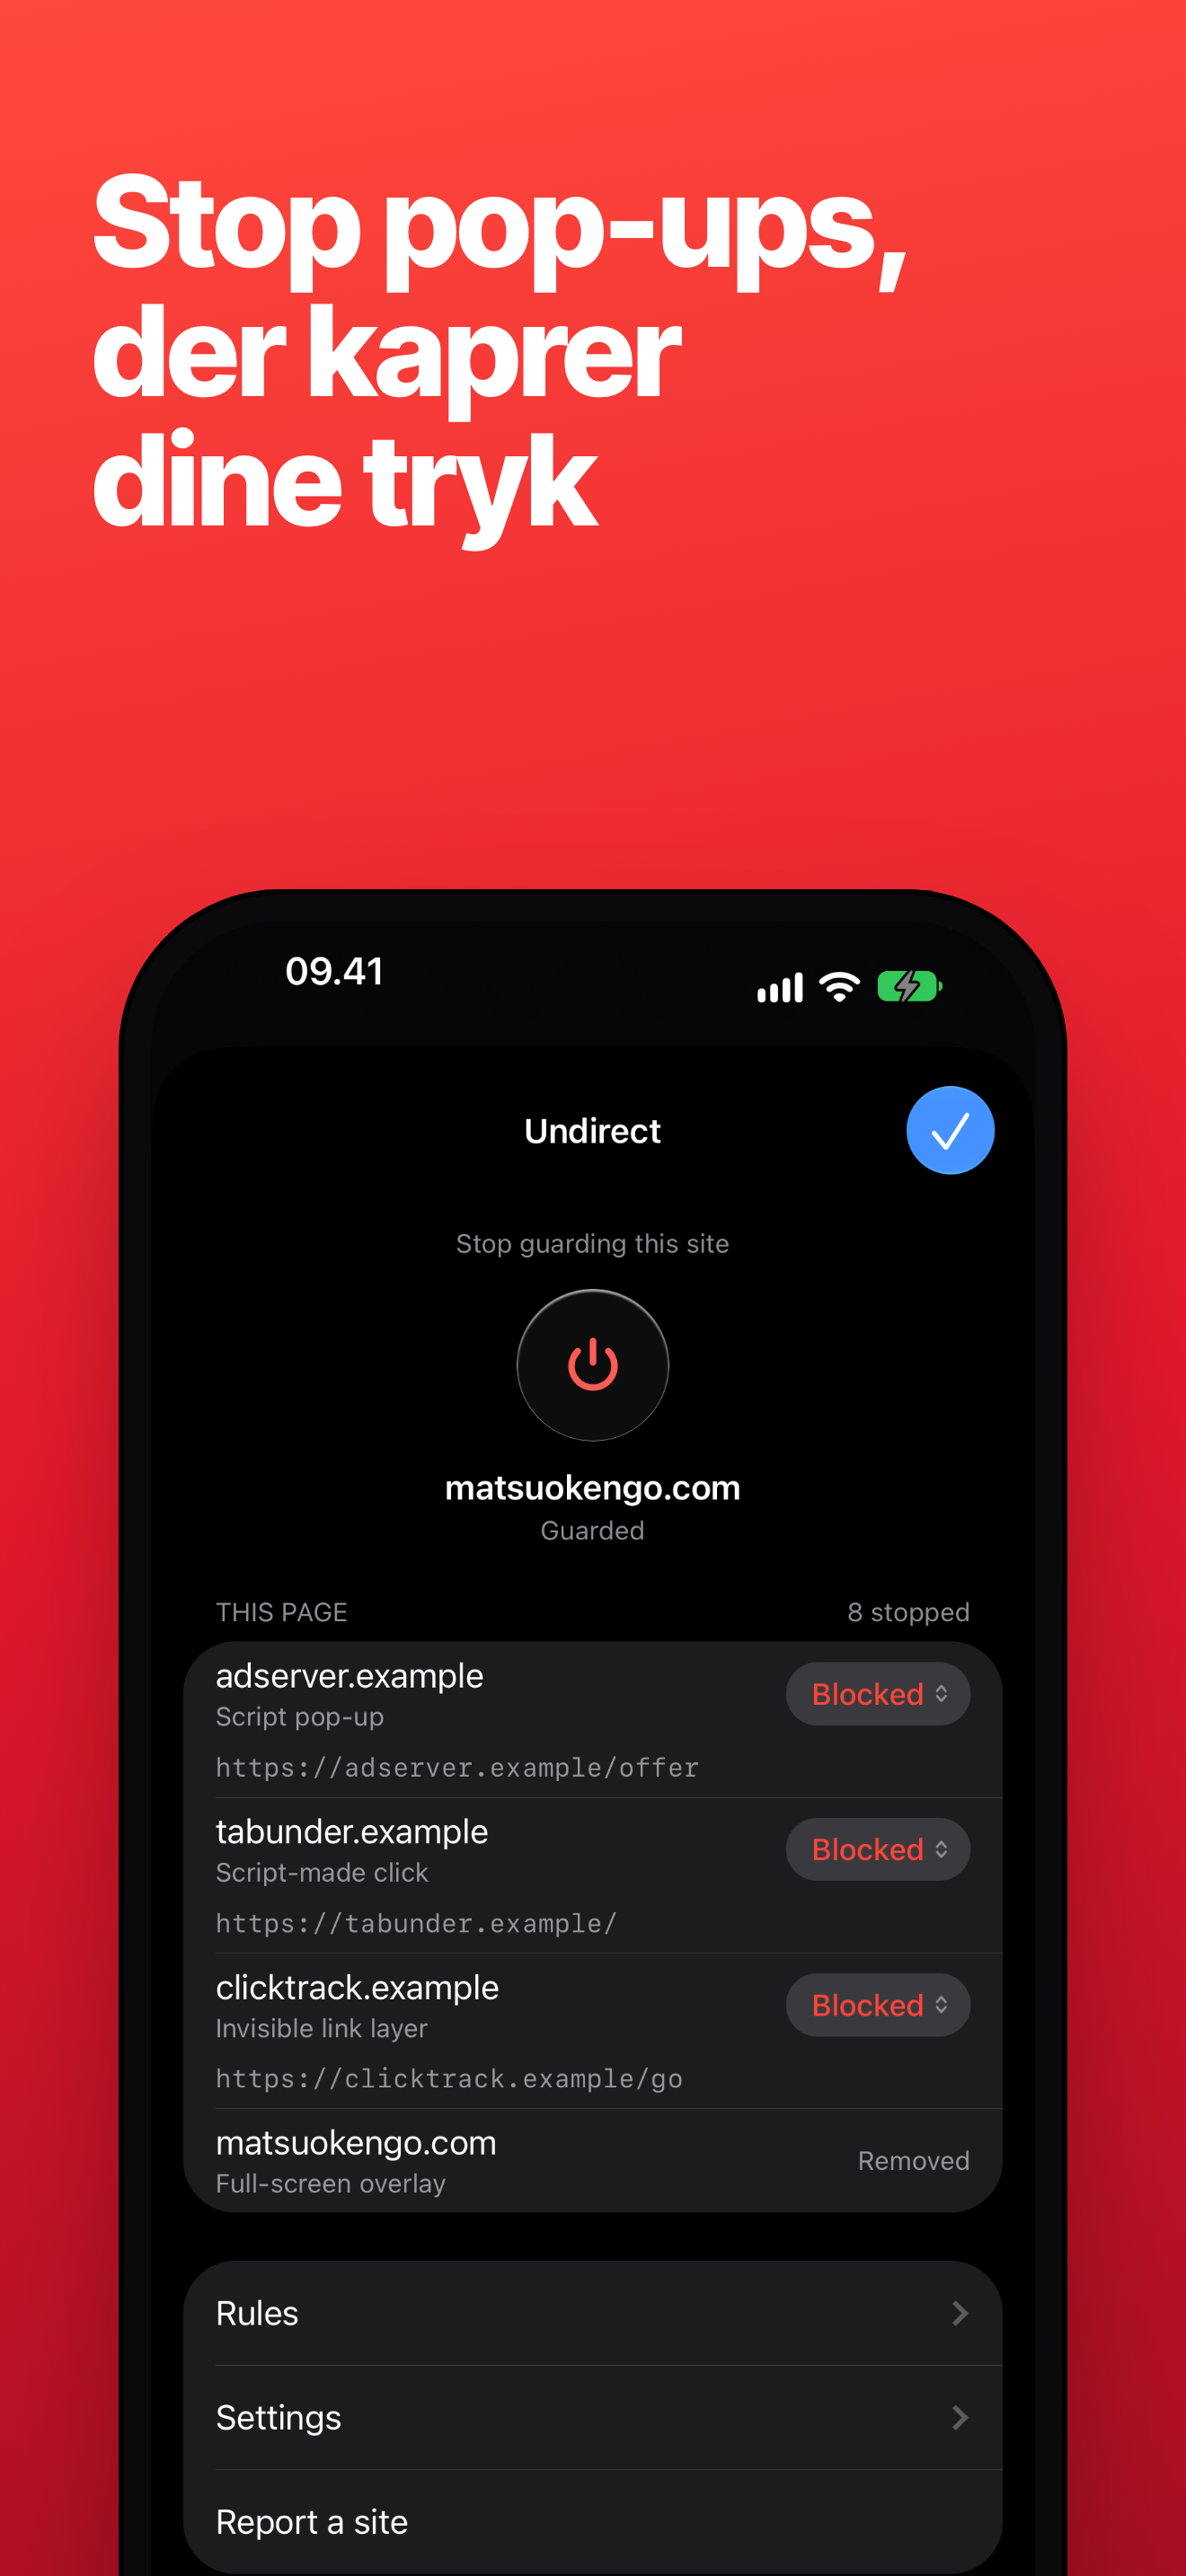 Stop pop-ups,
der kaprer
dine tryk
09.41
Undirect
Stop guarding this site
matsuokengo.com
Guarded
THIS PAGE 8 stopped
adserver.example Blocked
Script pop-up
https://adserver.example/offer
tabunder.example Blocked
Script-made click
https://tabunder.example/
clicktrack.example Blocked
Invisible link layer
https://clicktrack.example/go
matsuokengo.com Removed
Full-screen overlay
Rules
Settings
Report a site